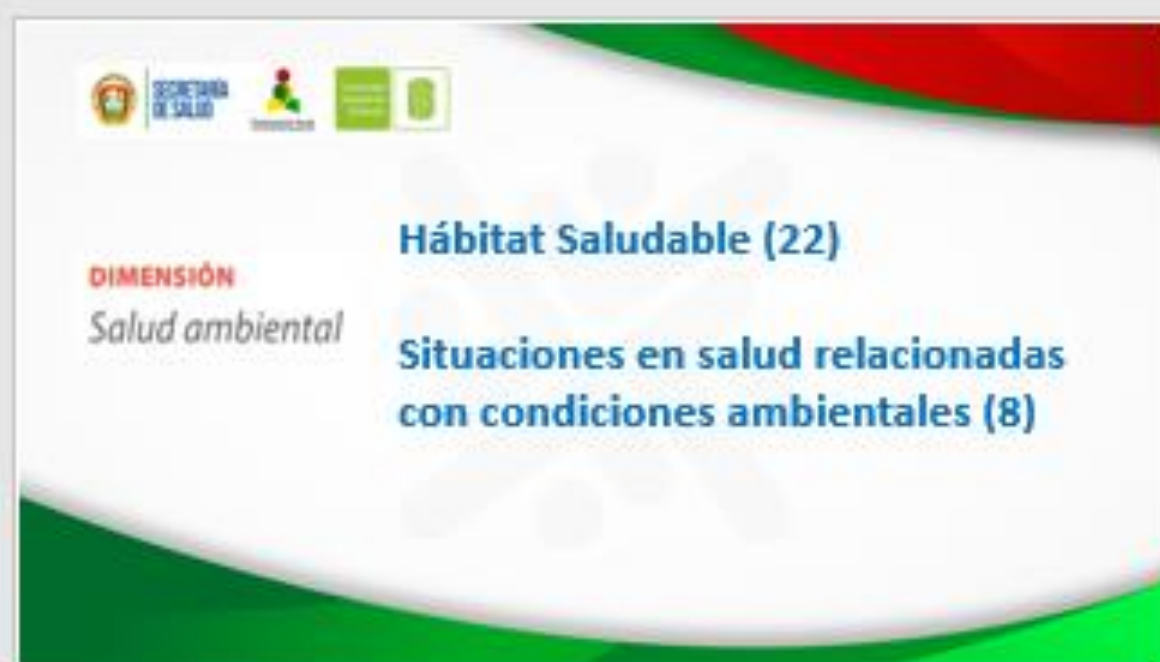 SECRETARÍA
DE SALUD
Hábitat Saludable (22)
DIMENSIÓN
Salud ambiental
Situaciones en salud relacionadas
con condiciones ambientales (8)